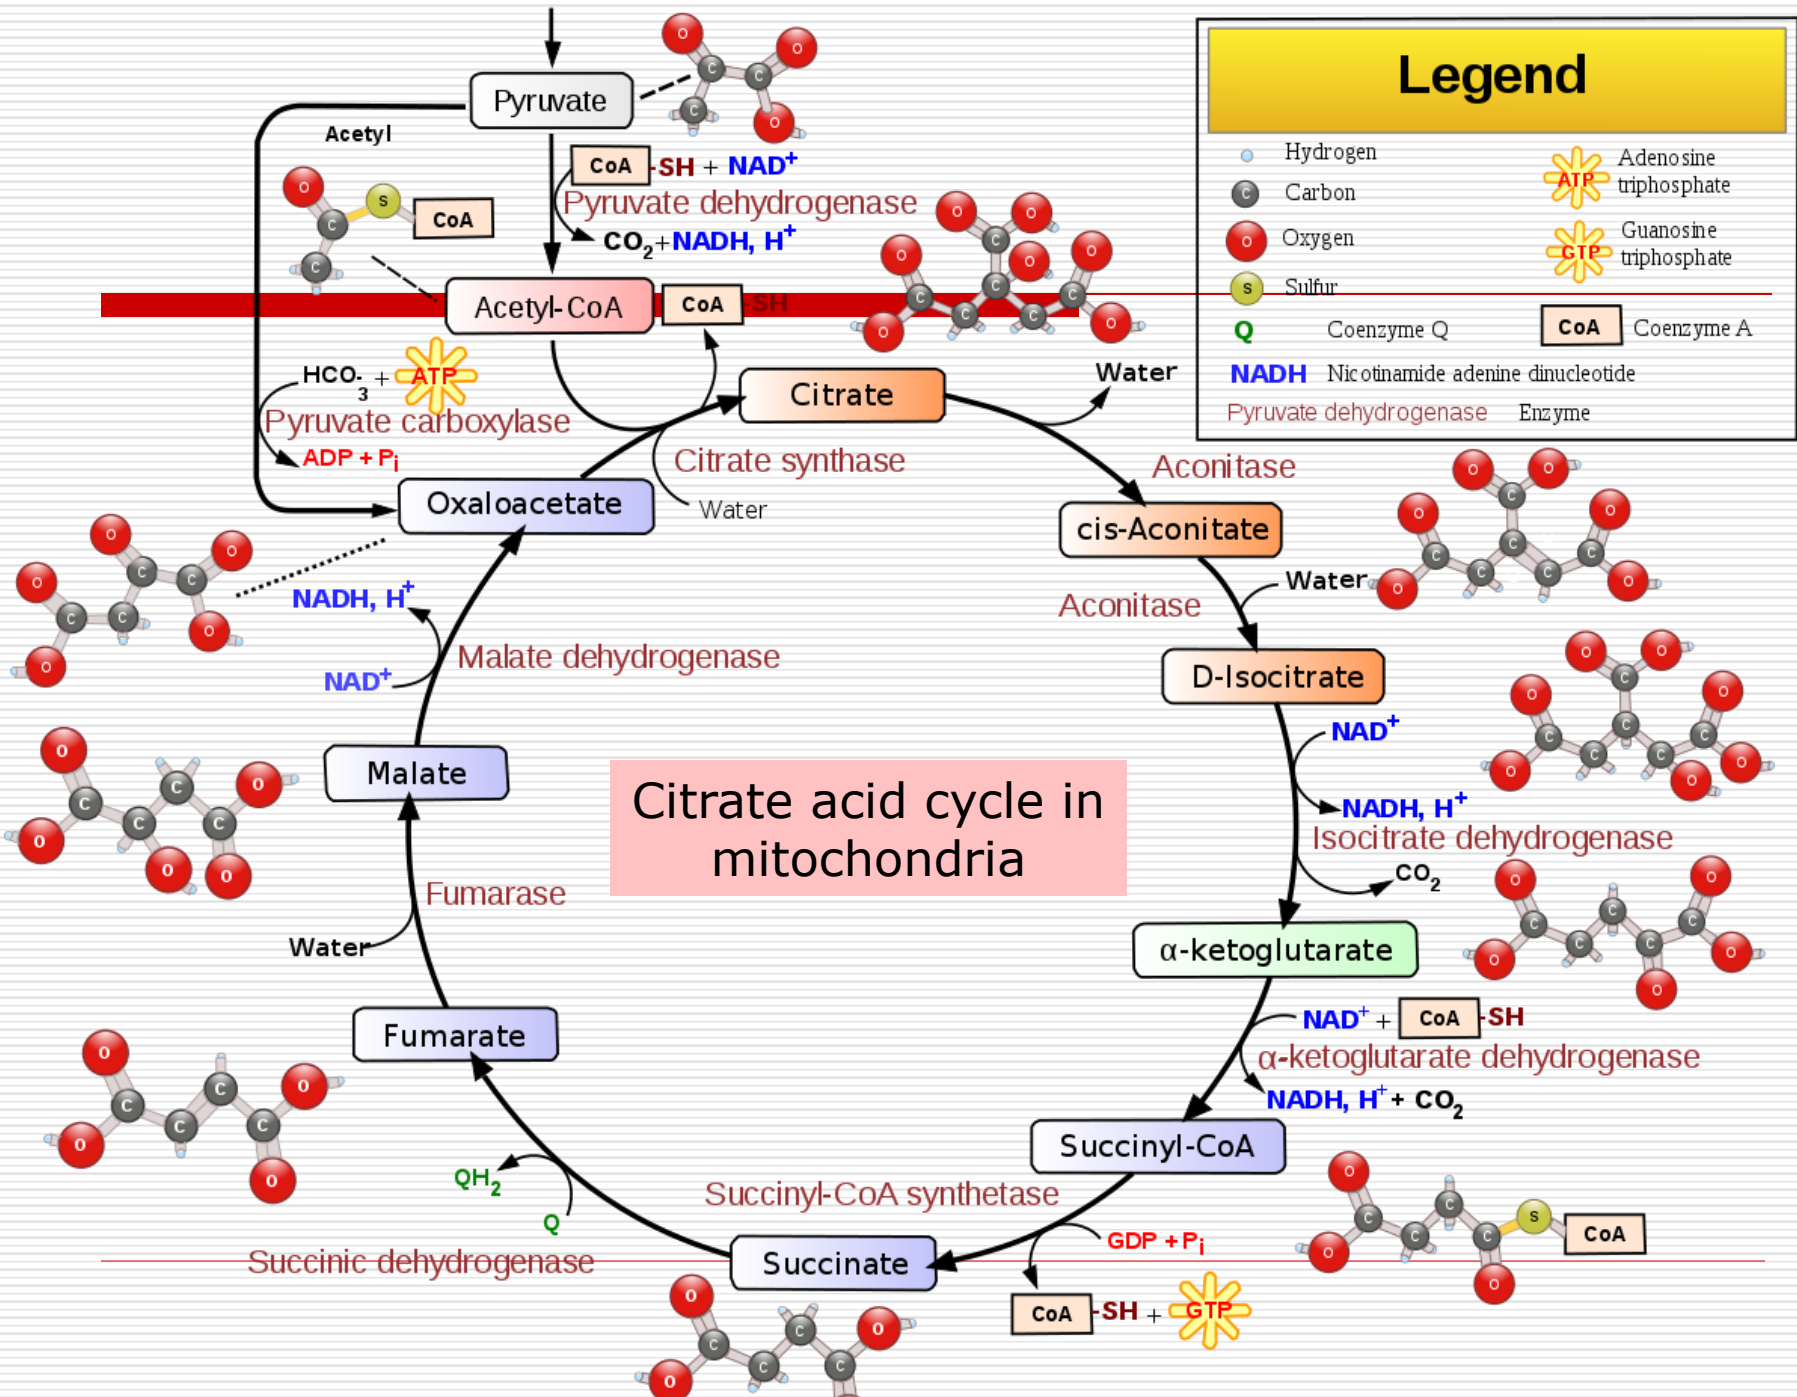 Pyruvate
Acetyl
CoA -SH + NAD+
Pyruvate dehydrogenase
CO2+NADH, H+
S
CoA
Acetyl-CoA
CoA -SH
HCO3- + ATP
Pyruvate carboxylase
ADP + Pi
Citrate
Water
Citrate synthase
Water
Oxaloacetate
Aconitase
cis-Aconitate
Water
Aconitase
D-Isocitrate
NAD+
NADH, H+
Isocitrate dehydrogenase
CO2
α-ketoglutarate
NAD+ + CoA -SH
α-ketoglutarate dehydrogenase
NADH, H+ + CO2
Succinyl-CoA
S
CoA
Succinyl-CoA synthetase
GDP + Pi
CoA -SH + GTP
Succinate
Succinic dehydrogenase
Q
QH2
Fumarate
Water
Fumarase
Malate
NAD+
Malate dehydrogenase
NADH, H+
Citrate acid cycle in
mitochondria
Legend
Hydrogen
C Carbon
O Oxygen
S Sulfur
Q Coenzyme Q
NADH Nicotinamide adenine dinucleotide
Pyruvate dehydrogenase Enzyme
ATP Adenosine
triphosphate
GTP Guanosine
triphosphate
CoA Coenzyme A